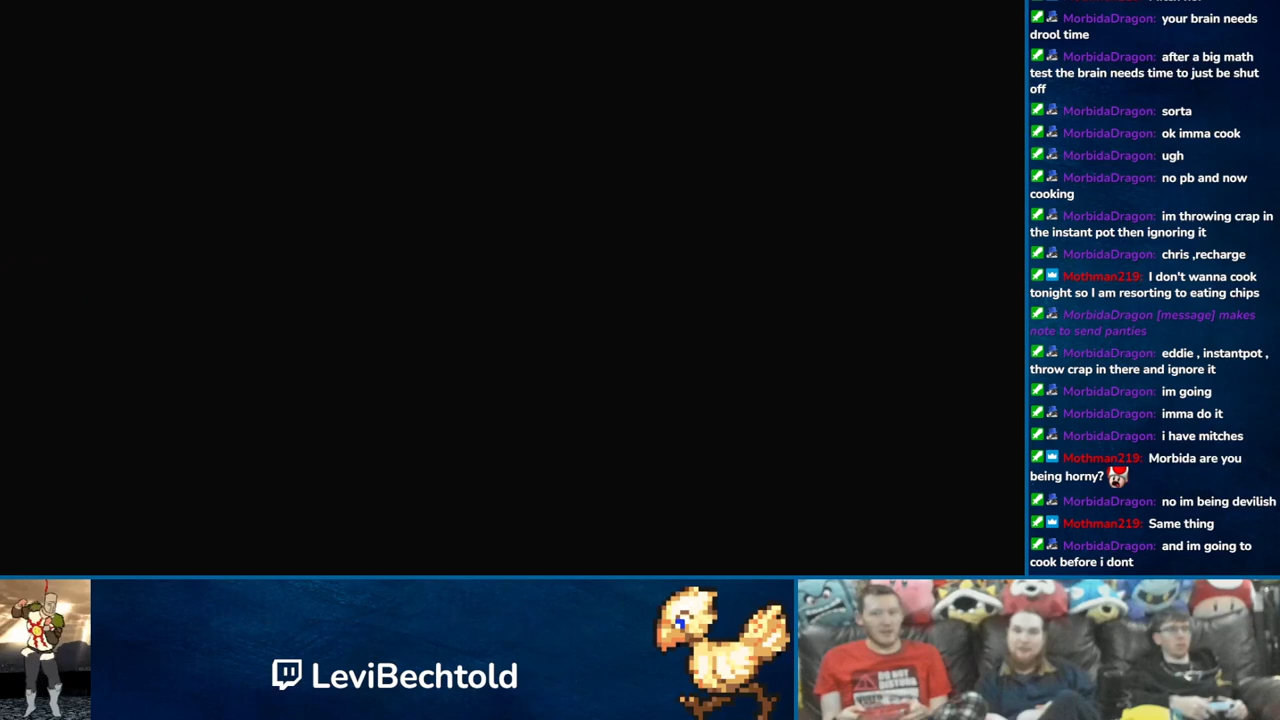 MorbidaDragon: your brain needs
drool time
MorbidaDragon: after a big math
test the brain needs time to just be shut
off
MorbidaDragon: sorta
MorbidaDragon: ok imma cook
MorbidaDragon: ugh
MorbidaDragon: no pb and now
cooking
MorbidaDragon: im throwing crap in
the instant pot then ignoring it
MorbidaDragon: chris ,recharge
Mothman219: I don't wanna cook
tonight so I am resorting to eating chips
MorbidaDragon [message] makes
note to send panties
MorbidaDragon: eddie , instantpot ,
throw crap in there and ignore it
MorbidaDragon: im going
MorbidaDragon: imma do it
MorbidaDragon: i have mitches
Mothman219: Morbida are you
being horny?
MorbidaDragon: no im being devilish
Mothman219: Same thing
MorbidaDragon: and im going to
cook before i dont
LeviBechtold
DO NOT
DISTURB